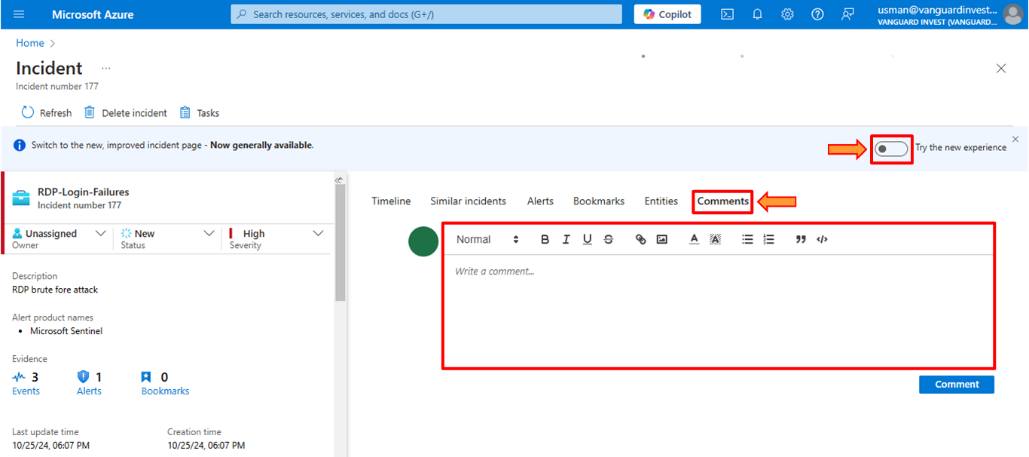 Microsoft Azure
Search resources, services, and docs (G+/)
Copilot
usman@vanguardinvest...
VANGUARD INVEST (VANGUARD...
Home >
Incident ...
Incident number 177
Refresh Delete incident Tasks
Switch to the new, improved incident page - Now generally available.
Try the new experience
RDP-Login-Failures
Incident number 177
Unassigned New High
Owner Status Severity
Timeline Similar incidents Alerts Bookmarks Entities Comments
Normal B I U S A A
Write a comment...
Comment
Description
RDP brute fore attack
Alert product names
• Microsoft Sentinel
Evidence
3 1 0
Events Alerts Bookmarks
Last update time Creation time
10/25/24, 06:07 PM 10/25/24, 06:07 PM